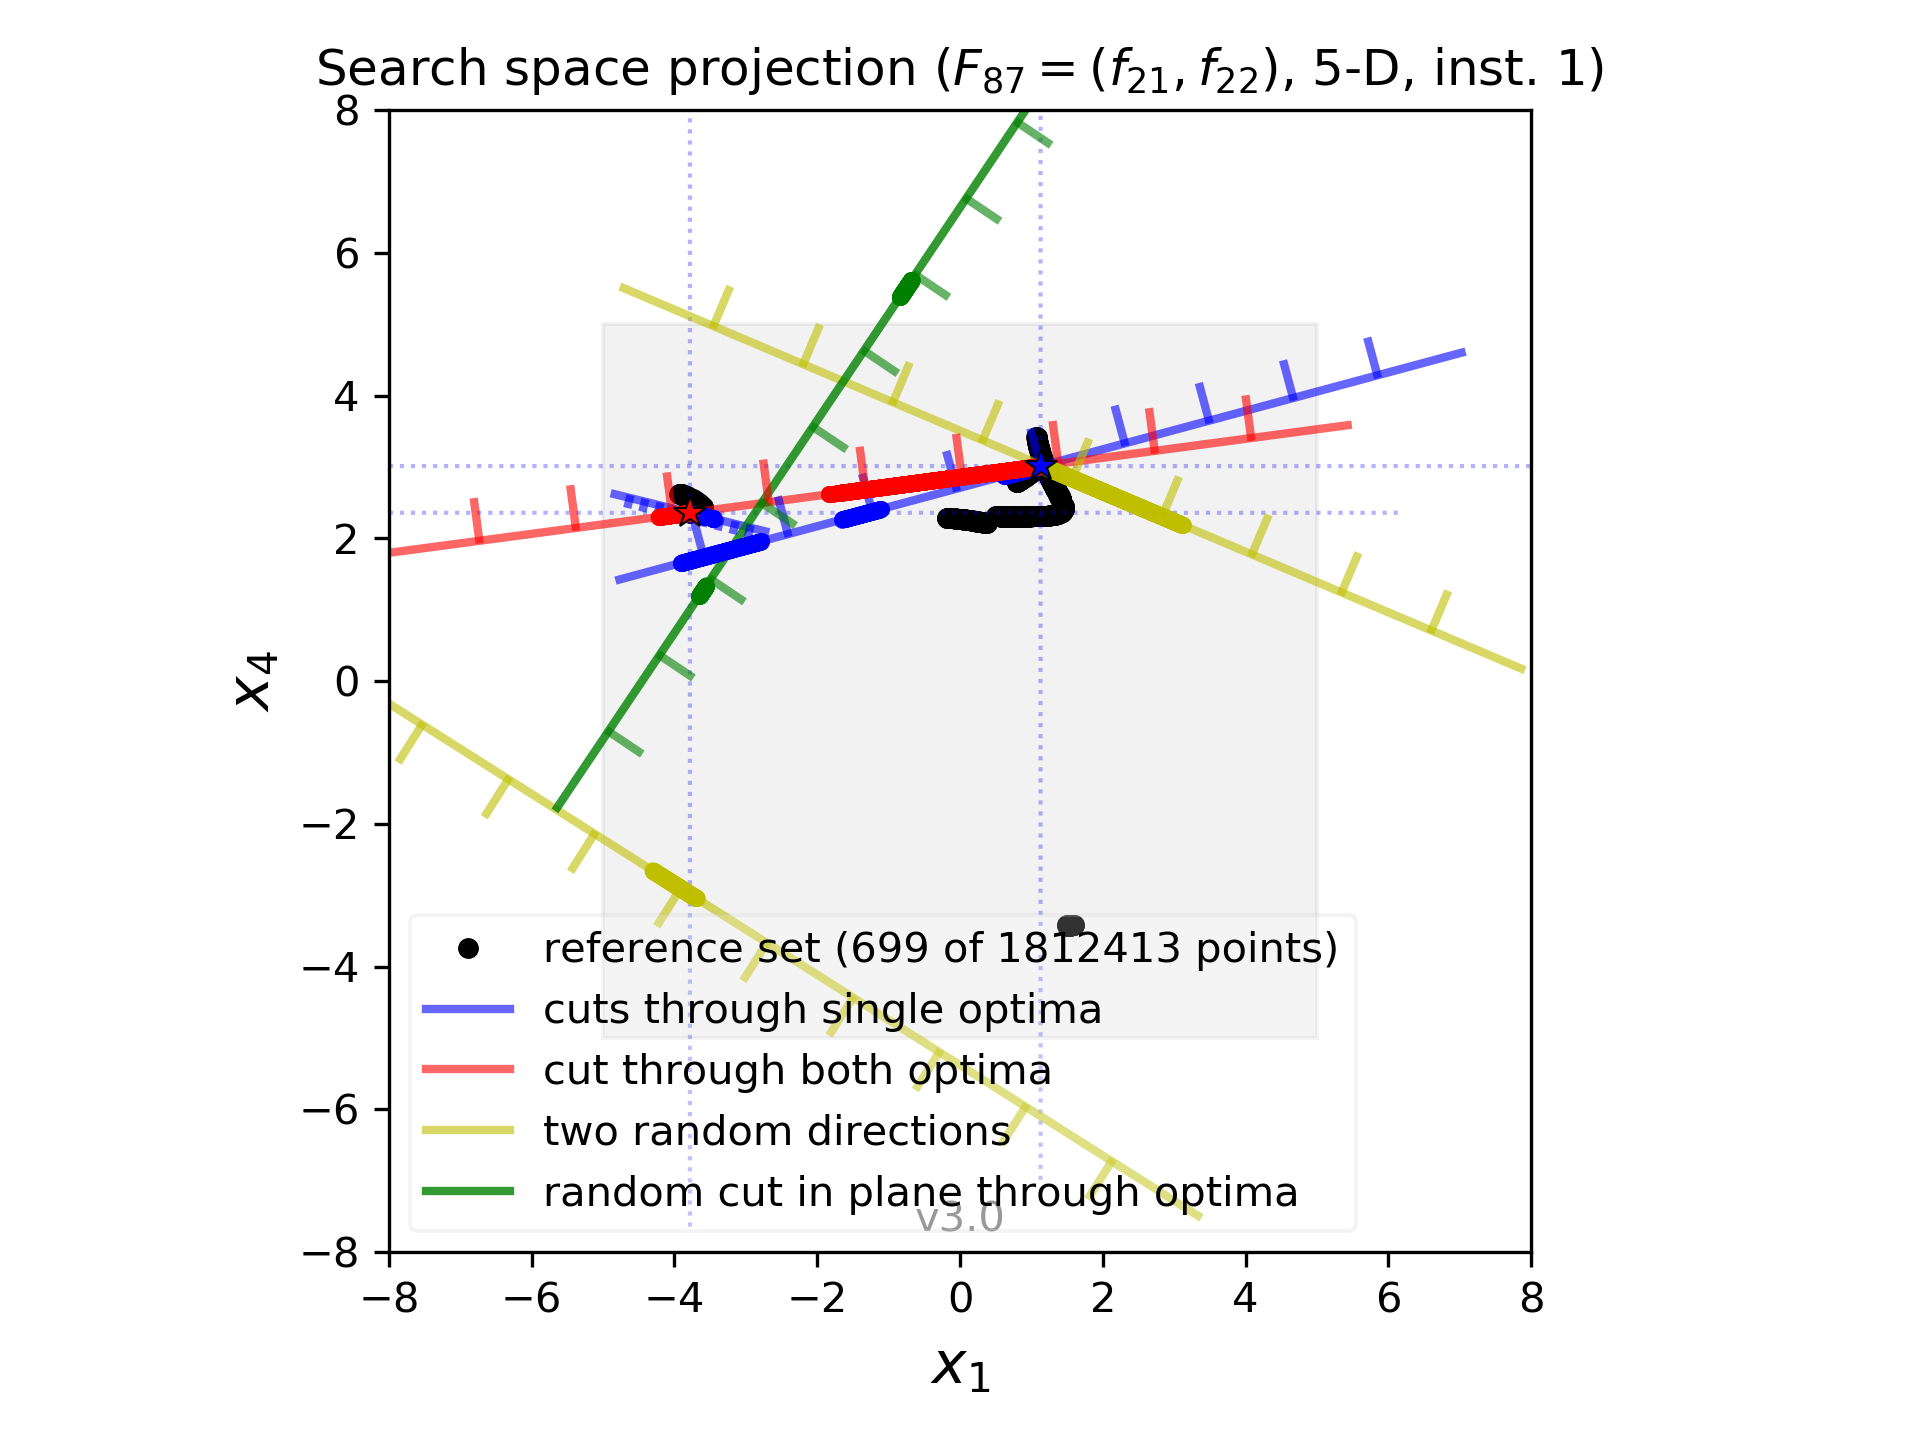 Search space projection (F87 = (f21, f22), 5-D, inst. 1)
8
6
4
2
0
−2
−4
−6
−8
x4
reference set (699 of 1812413 points)
cuts through single optima
cut through both optima
two random directions
random cut in plane through optima
v3.0
−8 −6 −4 −2 0 2 4 6 8
x1